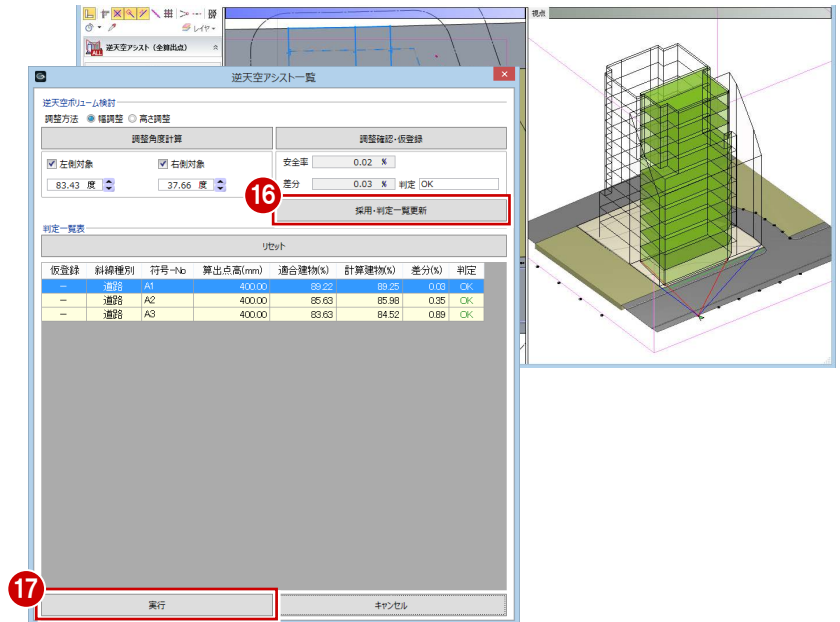 レイヤ
視点
逆天空アシスト (全算出点)
ALL
逆天空アシスト一覧
逆天空ボリューム検討
調整方法 幅調整 高さ調整
調整角度計算
調整確認・仮登録
左側対象 右側対象
安全率 0.02 %
83.43 度 37.66 度
差分 0.03 % 判定 OK
16
採用・判定一覧更新
判定一覧表
リセット
仮登録 斜線種別 符号-No 算出点高(mm) 適合建物(%) 計算建物(%) 差分(%) 判定
― 道路 A1 400.00 89.22 89.25 0.03 OK
― 道路 A2 400.00 85.63 85.98 0.35 OK
― 道路 A3 400.00 83.63 84.52 0.89 OK
17
実行
キャンセル